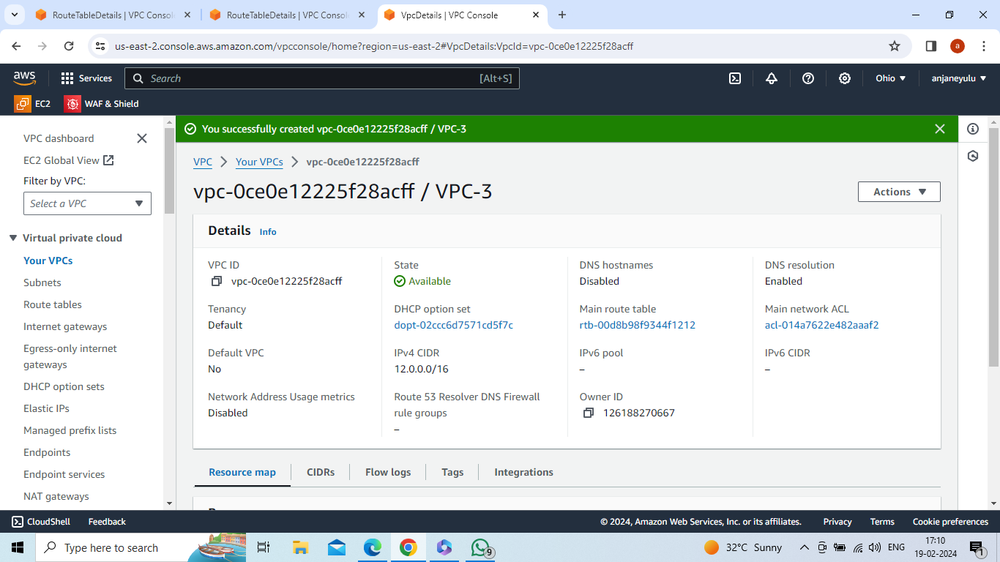 RouteTableDetails | VPC Consol
RouteTableDetails | VPC Consol
VpcDetails | VPC Console
us-east-2.console.aws.amazon.com/vpcconsole/home?region=us-east-2#VpcDetails:VpcId=vpc-0ce0e12225f28acff
a
aws
Services
Search
[Alt+S]
Ohio
anjaneyulu
EC2
WAF & Shield
VPC dashboard
EC2 Global View
Filter by VPC:
Select a VPC
Virtual private cloud
Your VPCs
Subnets
Route tables
Internet gateways
Egress-only internet
gateways
DHCP option sets
Elastic IPs
Managed prefix lists
Endpoints
Endpoint services
NAT gateways
You successfully created vpc-0ce0e12225f28acff / VPC-3
VPC
Your VPCs
vpc-0ce0e12225f28acff
vpc-0ce0e12225f28acff / VPC-3
Actions
Details Info
VPC ID
vpc-0ce0e12225f28acff
State
Available
DNS hostnames
Disabled
DNS resolution
Enabled
Tenancy
Default
DHCP option set
dopt-02ccc6d7571cd5f7c
Main route table
rtb-00d8b98f9344f1212
Main network ACL
acl-014a7622e482aaaf2
Default VPC
No
IPv4 CIDR
12.0.0.0/16
IPv6 pool
–
IPv6 CIDR
–
Network Address Usage metrics
Disabled
Route 53 Resolver DNS Firewall
rule groups
–
Owner ID
126188270667
Resource map
CIDRs
Flow logs
Tags
Integrations
CloudShell
Feedback
© 2024, Amazon Web Services, Inc. or its affiliates.
Privacy
Terms
Cookie preferences
Type here to search
9
32°C Sunny
ENG
17:10
19-02-2024
1